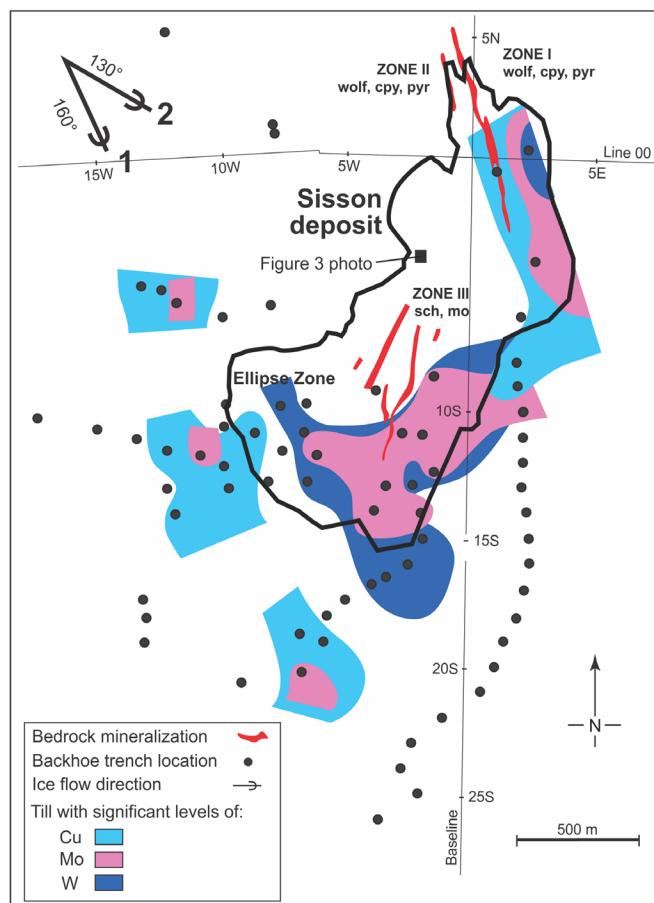 5N
ZONE I
wolf, cpy, pyr
ZONE II
wolf, cpy, pyr
130°
160°
2
1
15W
10W
5W
Line 00
5E
Sisson
deposit
Figure 3 photo
ZONE III
sch, mo
Ellipse Zone
10S
15S
20S
25S
Baseline
N
500 m
Bedrock mineralization
Backhoe trench location
Ice flow direction
Till with significant levels of:
Cu
Mo
W